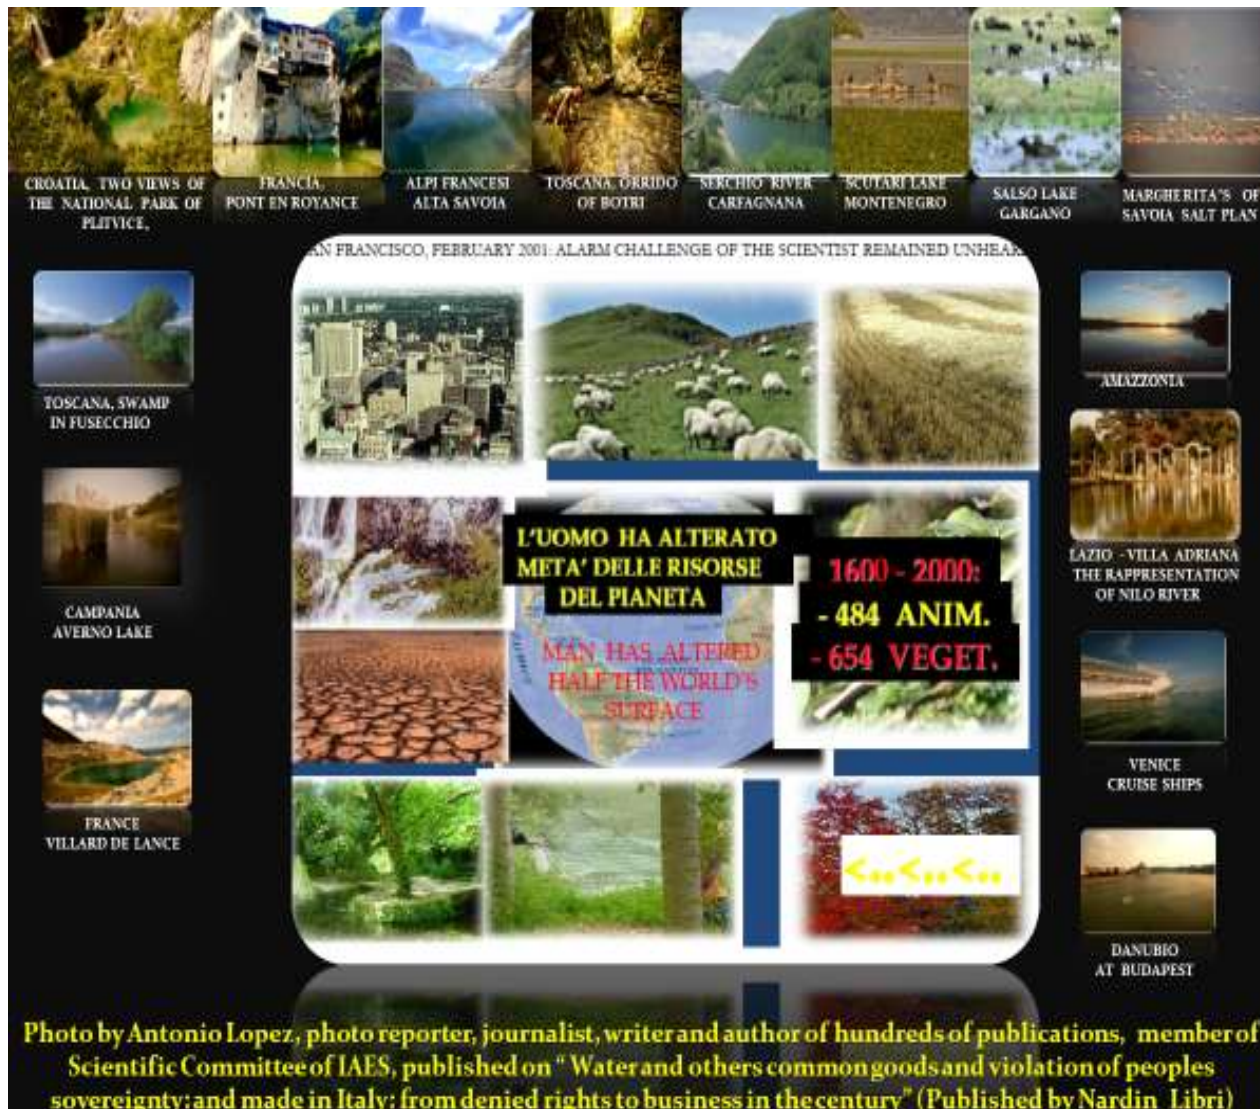 CROATIA, TWO VIEWS OF
THE NATIONAL PARK OF
PLITVICE,
FRANCIA,
PONT EN ROYANCE
ALPI FRANCESI
ALTA SAVOIA
TOSCANA, ORRIDO
OF BOTRI
SERCHIO RIVER
CARFAGNANA
SCUTARI LAKE
MONTENEGRO
SALSO LAKE
GARGANO
MARGHERITA'S OF
SAVOIA SALT PLAN
AN FRANCISCO, FEBRUARY 2001: ALARM CHALLENGE OF THE SCIENTIST REMAINED UNHEAR
TOSCANA, SWAMP
IN FUSECCHIO
CAMPANIA
AVERNO LAKE
FRANCE
VILLARD DE LANCE
L'UOMO HA ALTERATO
META' DELLE RISORSE
DEL PIANETA
MAN HAS ALTERED
HALF THE WORLD'S
SURFACE
1600 - 2000:
- 484 ANIM.
- 654 VEGET.
<..<..<..
AMAZZONIA
LAZIO - VILLA ADRIANA
THE RAPPRESENTATION
OF NILO RIVER
VENICE
CRUISE SHIPS
DANUBIO
AT BUDAPEST
Photo by Antonio Lopez, photo reporter, journalist, writer and author of hundreds of publications, member of
Scientific Committee of IAES, published on " Water and others common goods and violation of peoples
sovereignty; and made in Italy: from denied rights to business in the century" (Published by Nardin Libri)